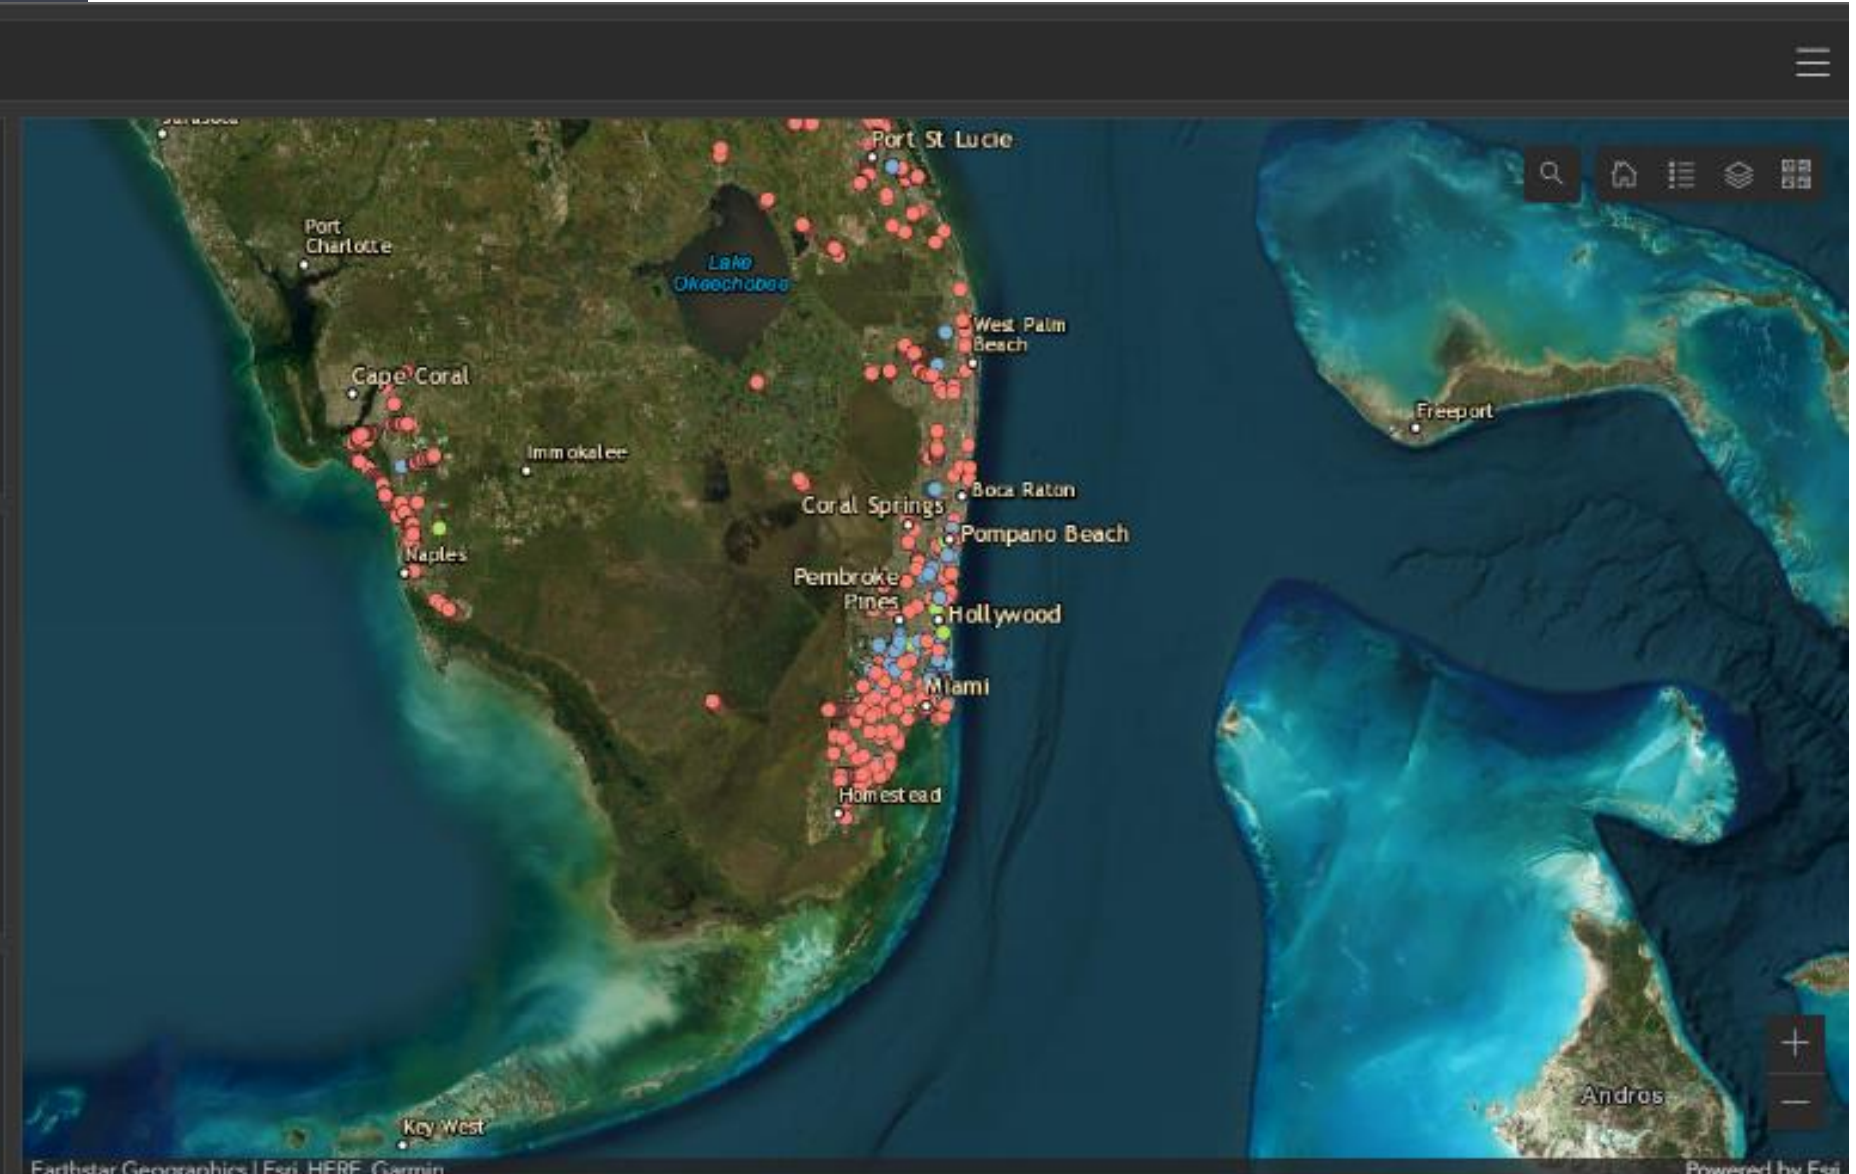 Sarasota
Port St Lucie
Port
Charlotte
Lake
Okeechobee
West Palm
Beach
Cape Coral
Freeport
Immokalee
Boca Raton
Coral Springs
Pompano Beach
Naples
Pembroke
Pines
Hollywood
Miami
Homestead
Andros
Key West
Earthstar Geographics | Esri, HERE, Garmin
Powered by Esri